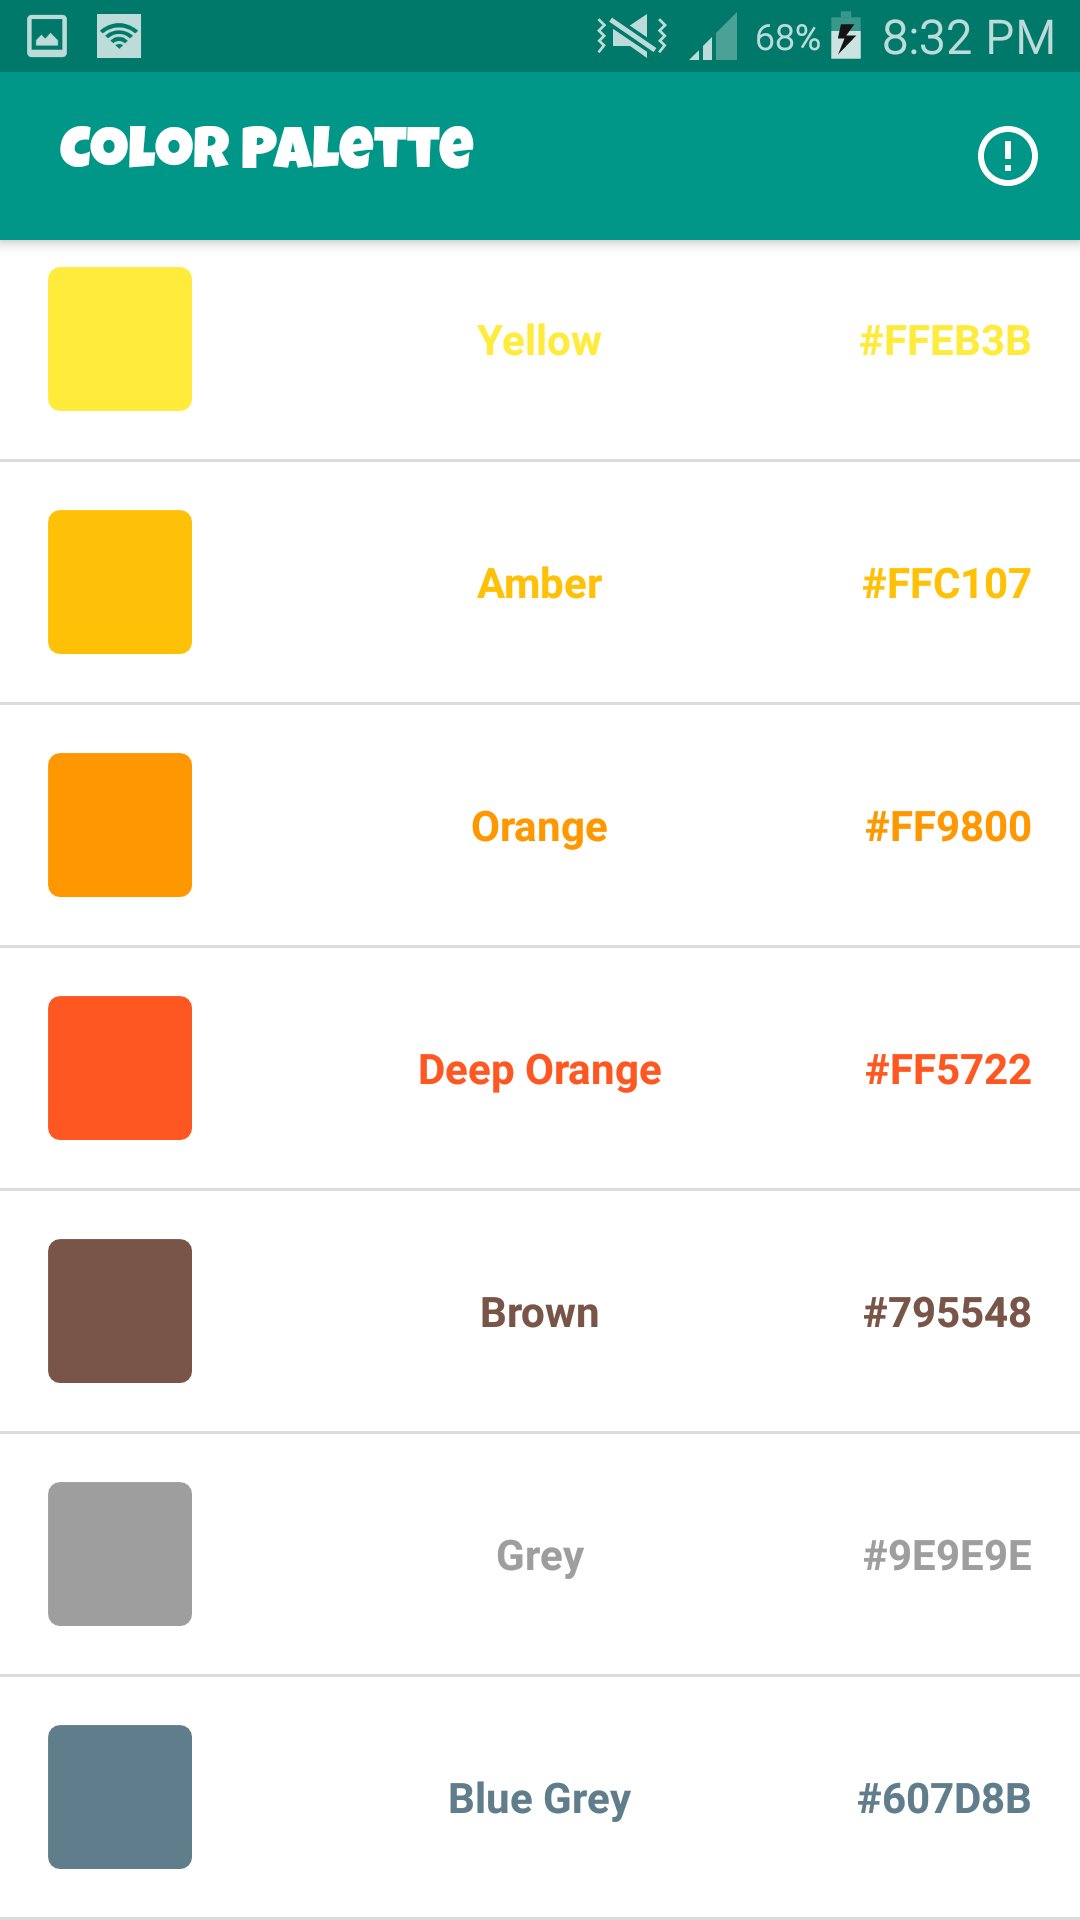 68% 8:32 PM
COLOR PALeTTe
Yellow #FFEB3B
Amber #FFC107
Orange #FF9800
Deep Orange #FF5722
Brown #795548
Grey #9E9E9E
Blue Grey #607D8B